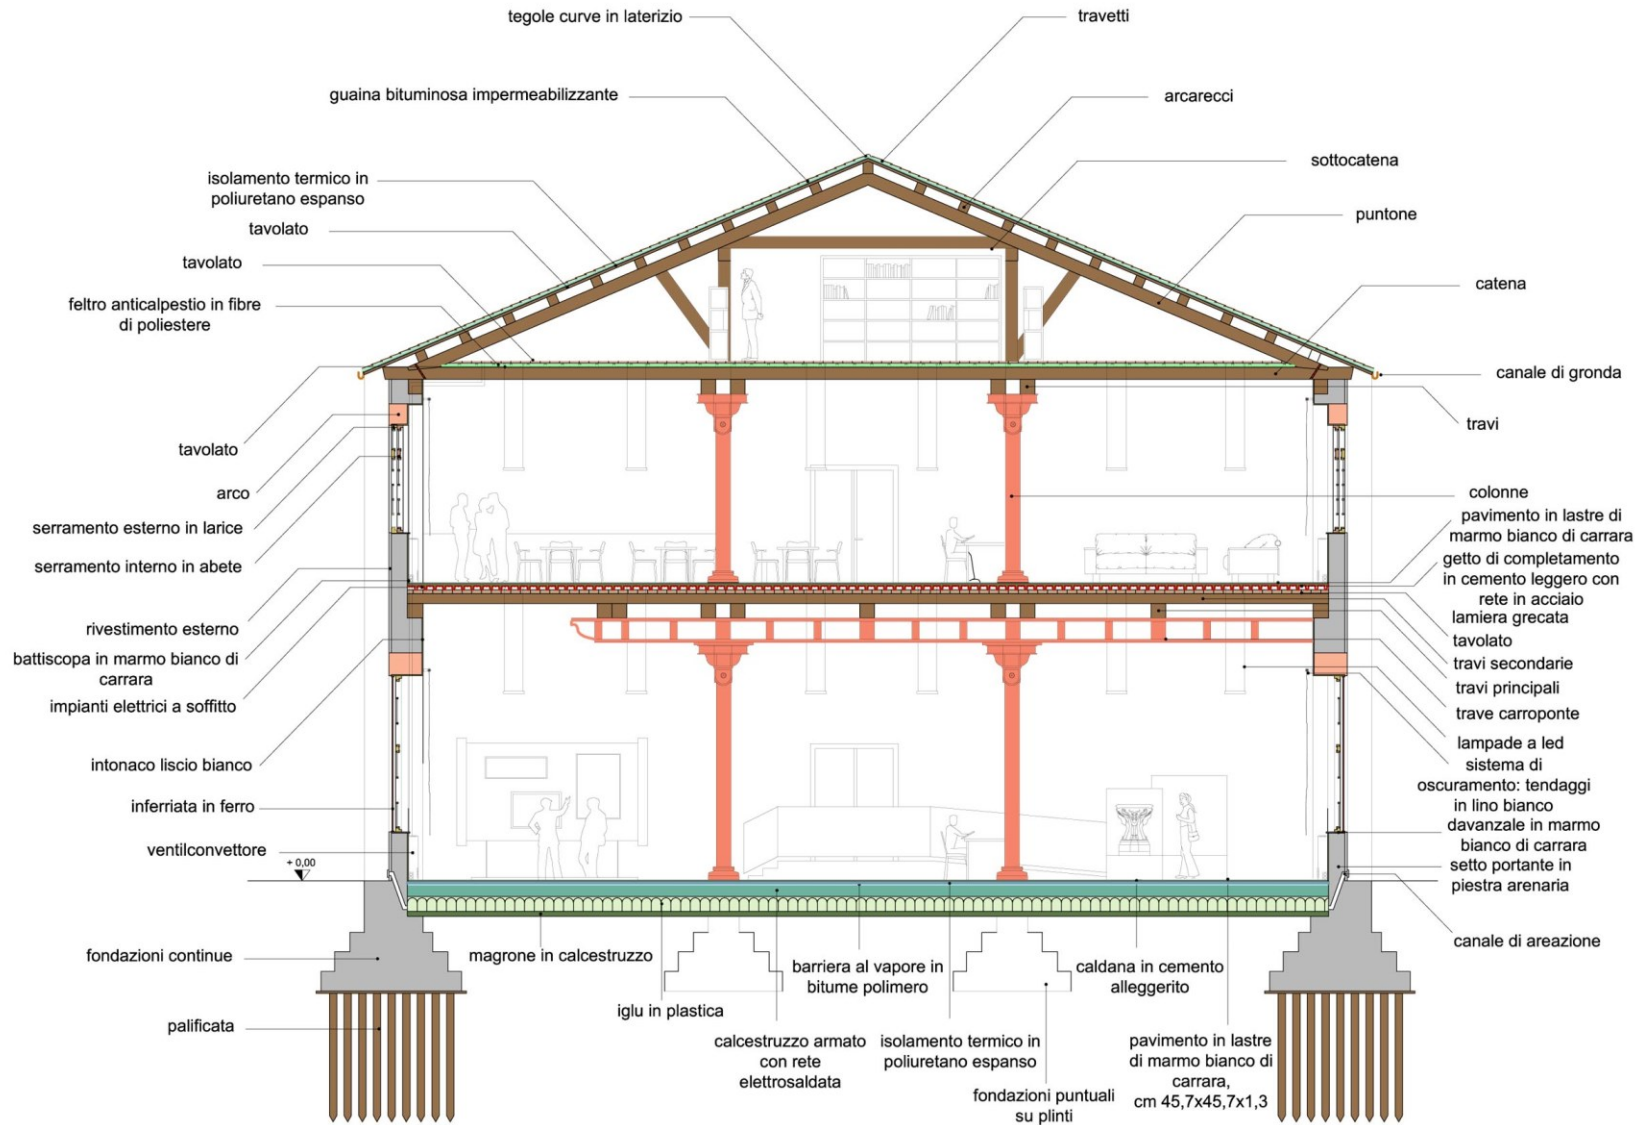 tegole curve in laterizio
travetti
guaina bituminosa impermeabilizzante
arcarecci
sottocatena
isolamento termico in
poliuretano espanso
puntone
tavolato
tavolato
catena
feltro anticalpestio in fibre
di poliestere
canale di gronda
travi
tavolato
arco
colonne
serramento esterno in larice
pavimento in lastre di
marmo bianco di carrara
serramento interno in abete
getto di completamento
in cemento leggero con
rete in acciaio
lamiera grecata
rivestimento esterno
tavolato
battiscopa in marmo bianco di
carrara
travi secondarie
impianti elettrici a soffitto
travi principali
trave carroponte
lampade a led
intonaco liscio bianco
sistema di
oscuramento: tendaggi
in lino bianco
inferriata in ferro
davanzale in marmo
bianco di carrara
ventilconvettore
setto portante in
piestra arenaria
+ 0,00
canale di areazione
fondazioni continue
magrone in calcestruzzo
barriera al vapore in
bitume polimero
caldana in cemento
alleggerito
iglu in plastica
palificata
calcestruzzo armato
con rete
elettrosaldata
isolamento termico in
poliuretano espanso
pavimento in lastre
di marmo bianco di
carrara,
cm 45,7x45,7x1,3
fondazioni puntuali
su plinti